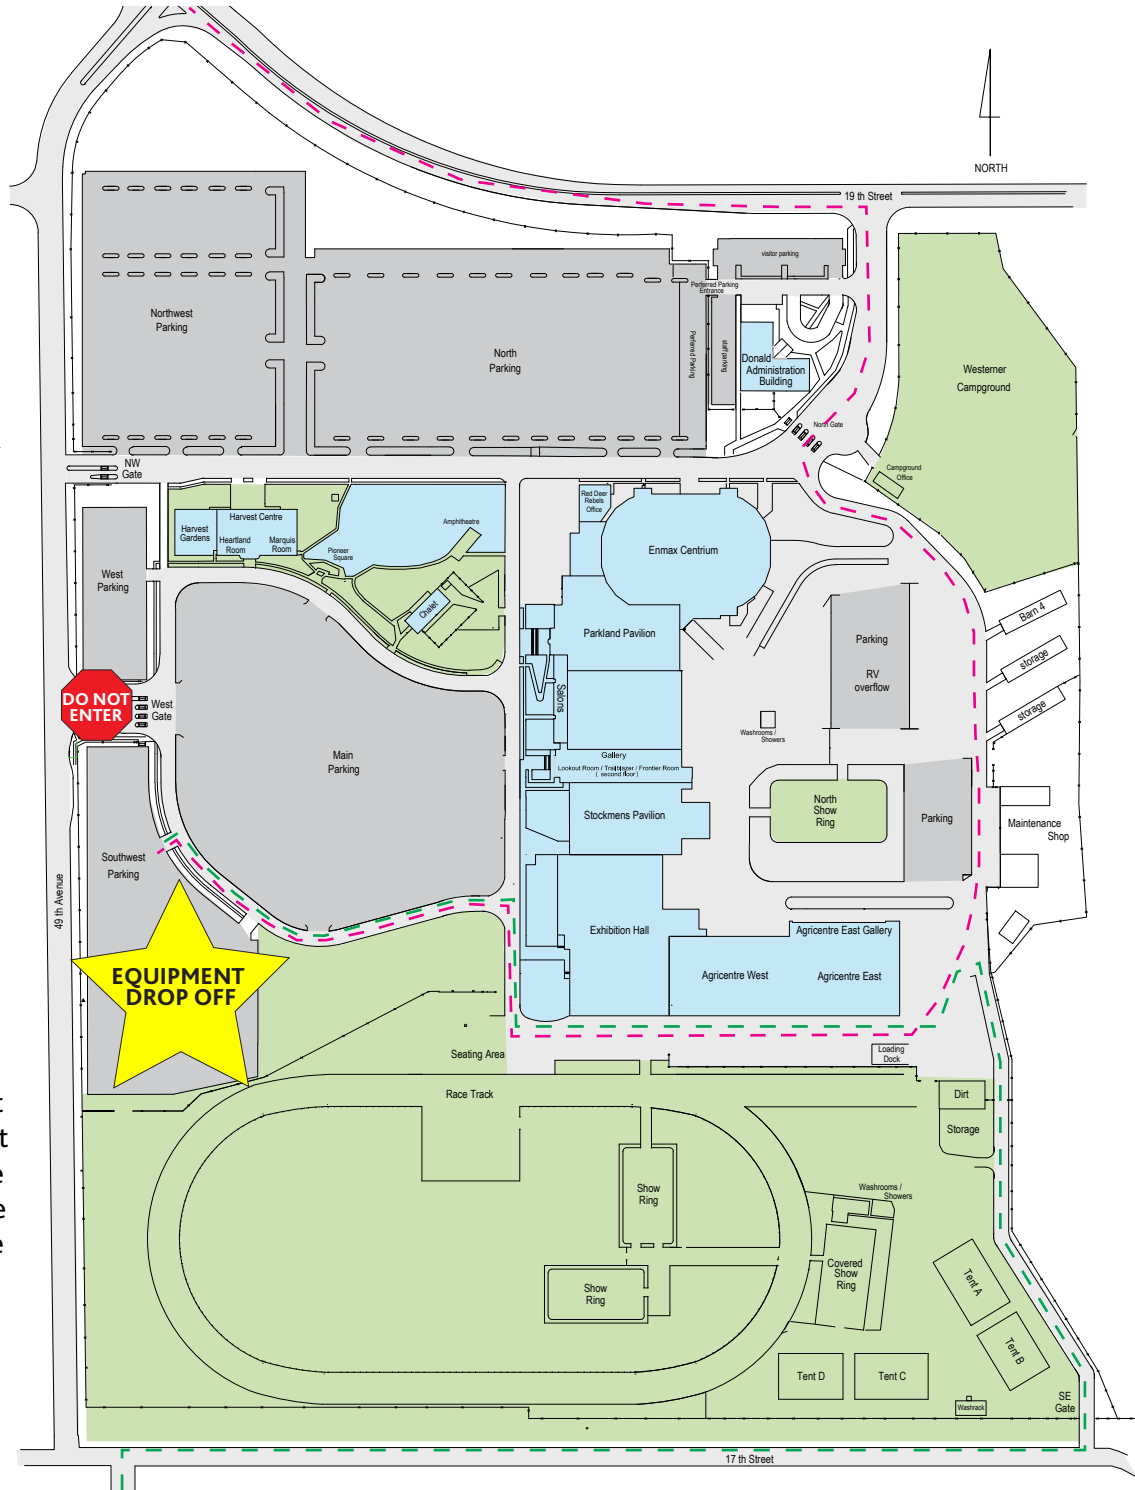 NORTH
19 th Street
visitor parking
Perferred Parking
Entrance
Northwest
Parking
North
Parking
Perferred Parking
staff parking
Donald
Administration
Building
Westerner
Campground
North Gate
NW
Gate
Campground
Office
Red Deer
Rebels
Office
Harvest Centre
Harvest
Gardens
Heartland
Room
Marquis
Room
Pioneer
Square
Amphitheatre
Enmax Centrium
West
Parking
Chalet
Barn 4
Parkland Pavilion
Parking
RV
overflow
storage
storage
DO NOT
ENTER
West
Gate
Salons
Washrooms /
Showers
Main
Parking
Gallery
Lookout Room / Trailblazer / Frontier Room
( second floor )
North
Show
Ring
Stockmens Pavilion
Parking
Maintenance
Shop
Southwest
Parking
49 th Avenue
Exhibition Hall
Agricentre East Gallery
Agricentre West
Agricentre East
EQUIPMENT
DROP OFF
Seating Area
Loading
Dock
Race Track
Dirt
Storage
t
t
e
e
e
Show
Ring
Washrooms /
Showers
Covered
Show
Ring
Show
Ring
Tent A
Tent B
Tent D
Tent C
Washrack
SE
Gate
17 th Street